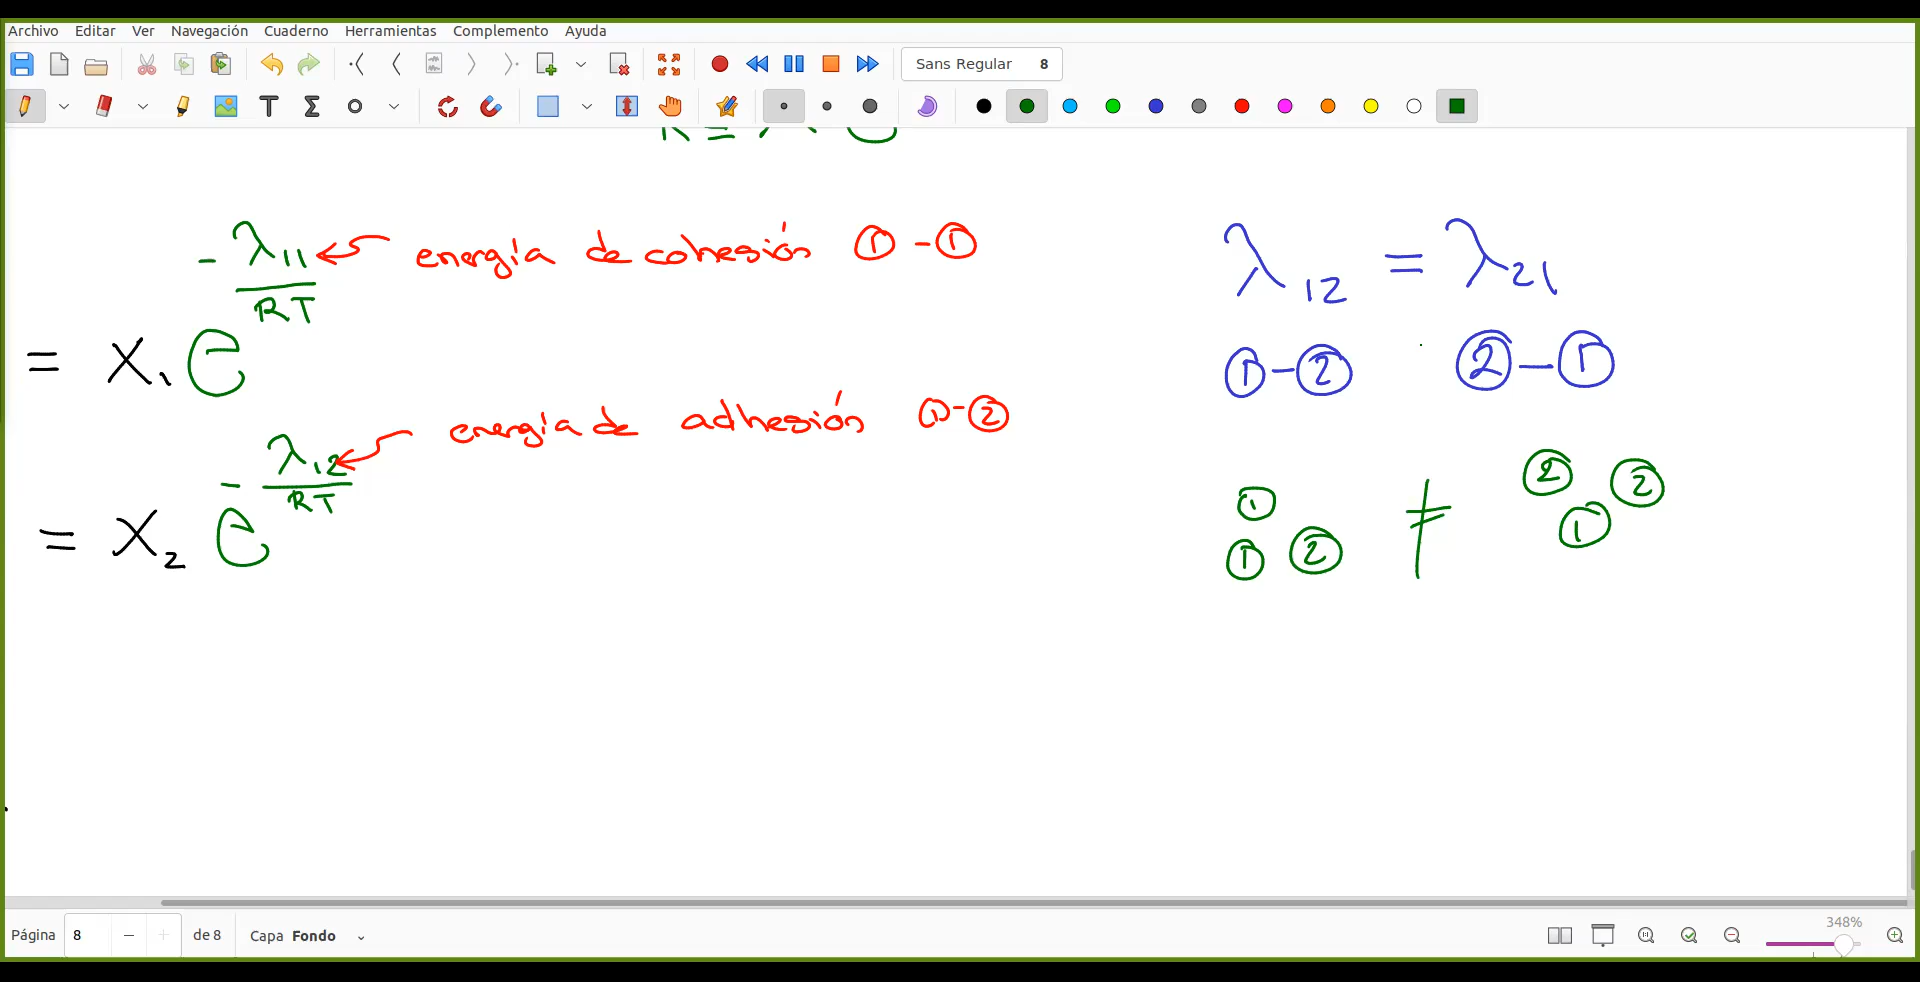 Archivo Editar Ver Navegación Cuaderno Herramientas Complemento Ayuda
Sans Regular 8
- λ11 / RT ← energía de cohesión ① - ①
= X₁ e
- λ12 / RT ← energía de adhesión ① - ②
= X₂ e
λ12 = λ21
① - ② ② - ①
① ① ② ≠ ② ② ①
Página 8 de 8 Capa Fondo 348%